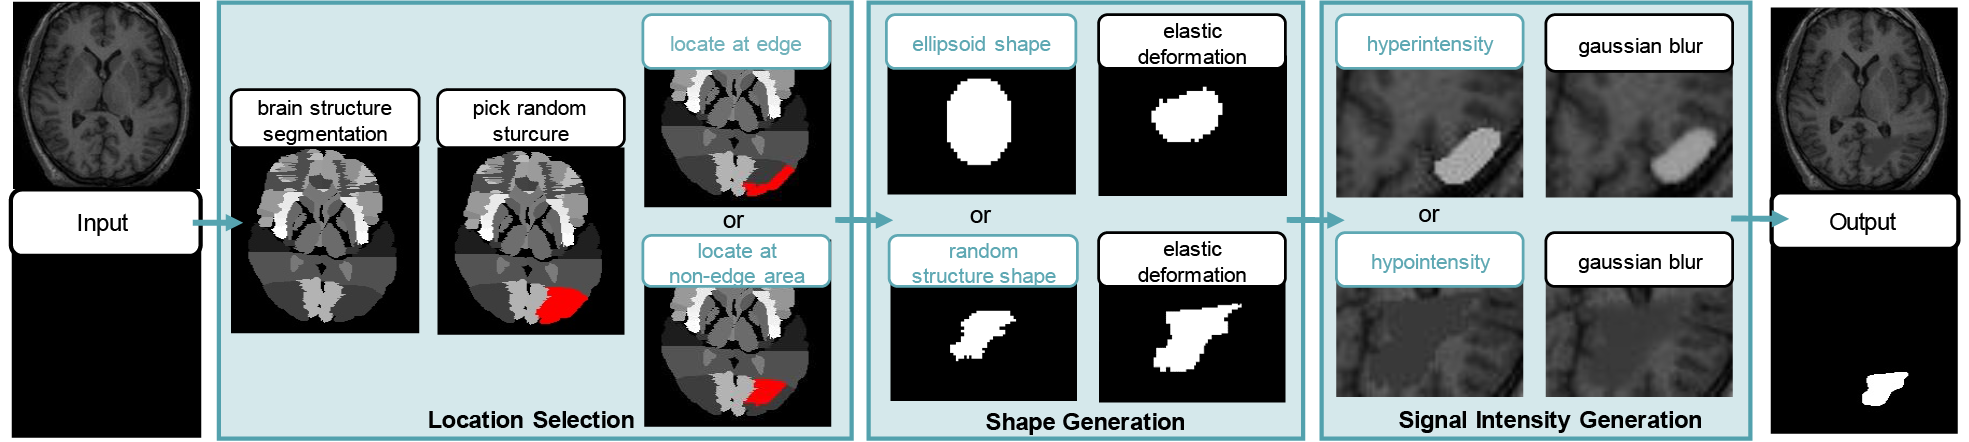 Input
brain structure
segmentation
pick random
sturcure
locate at edge
or
locate at
non-edge area
Location Selection
ellipsoid shape
elastic
deformation
or
random
structure shape
elastic
deformation
Shape Generation
hyperintensity
gaussian blur
or
hypointensity
gaussian blur
Signal Intensity Generation
Output